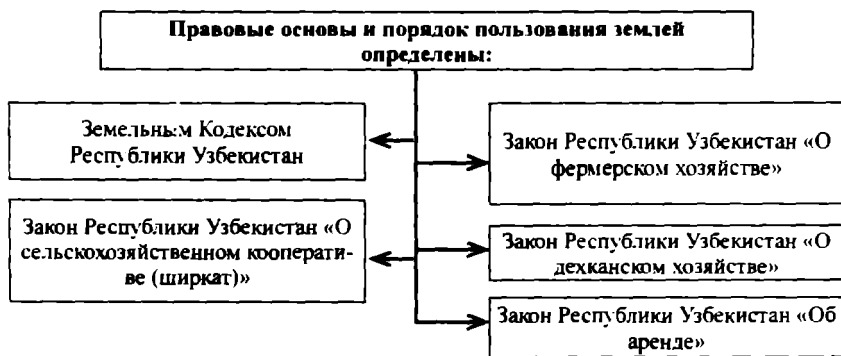 Правовые основы и порядок пользования землей
определены:
Земельным Кодексом
Республики Узбекистан
Закон Республики Узбекистан «О
сельскохозяйственном кооперати-
ве (ширкат)»
Закон Республики Узбекистан «О
фермерском хозяйстве»
Закон Республики Узбекистан «О
дехканском хозяйстве»
Закон Республики Узбекистан «Об
аренде»